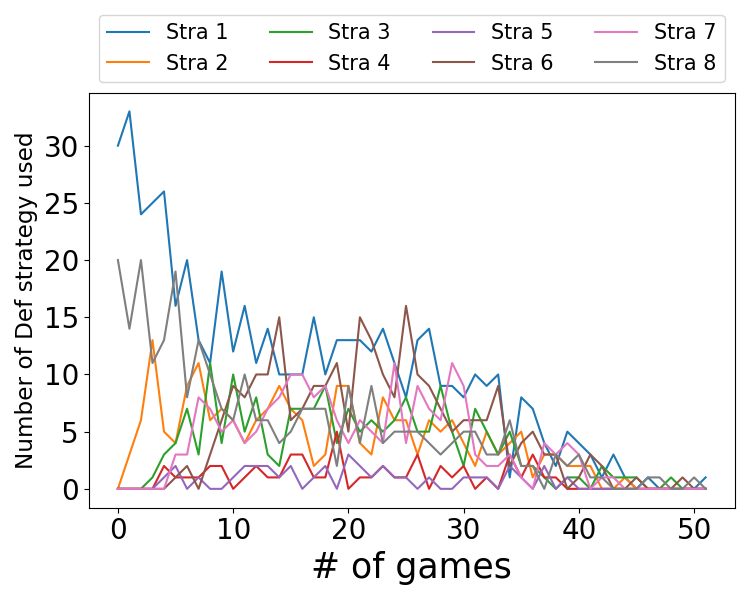 Stra 1 Stra 3 Stra 5 Stra 7
Stra 2 Stra 4 Stra 6 Stra 8
Number of Def strategy used
30
25
20
15
10
5
0
0 10 20 30 40 50
# of games